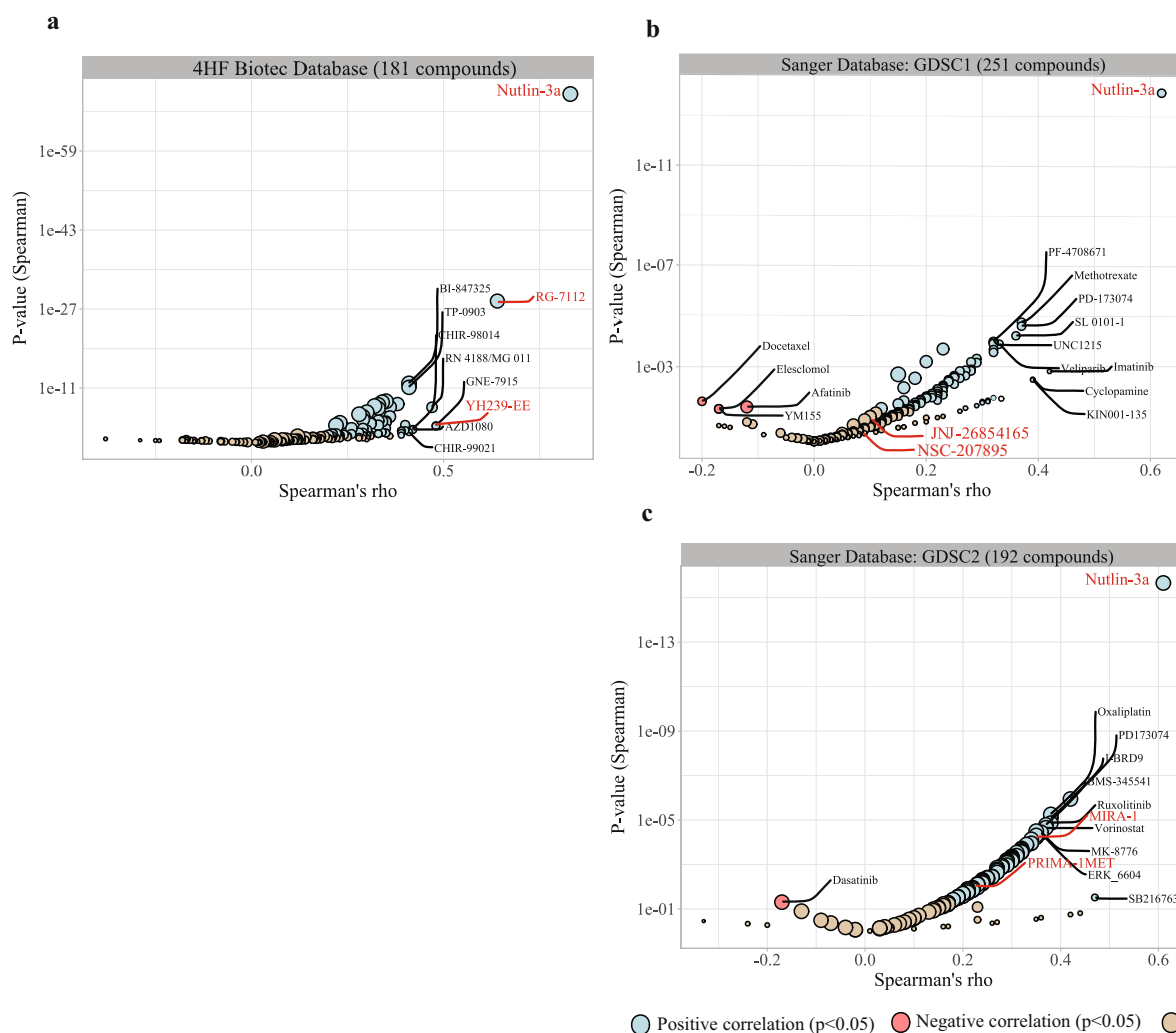 a
4HF Biotec Database (181 compounds)
Nutlin-3a
1e-59
1e-43
1e-27
1e-11
P-value (Spearman)
BI-847325
RG-7112
TP-0903
CHIR-98014
RN 4188/MG 011
GNE-7915
YH239-EE
AZD1080
CHIR-99021
0.0
0.5
Spearman's rho
b
Sanger Database: GDSC1 (251 compounds)
Nutlin-3a
1e-11
1e-07
1e-03
P-value (Spearman)
PF-4708671
Methotrexate
PD-173074
SL 0101-1
UNC1215
Veliparib
Imatinib
Cyclopamine
KIN001-135
Docetaxel
Elesclomol
Afatinib
YM155
JNJ-26854165
NSC-207895
-0.2
0.0
0.2
0.4
0.6
Spearman's rho
c
Sanger Database: GDSC2 (192 compounds)
Nutlin-3a
1e-13
1e-09
1e-05
1e-01
P-value (Spearman)
Oxaliplatin
PD173074
I-BRD9
BMS-345541
Ruxolitinib
MIRA-1
Vorinostat
MK-8776
PRIMA-1MET
ERK_6604
SB216763
Dasatinib
-0.2
0.0
0.2
0.4
0.6
Spearman's rho
Positive correlation (p<0.05)
Negative correlation (p<0.05)